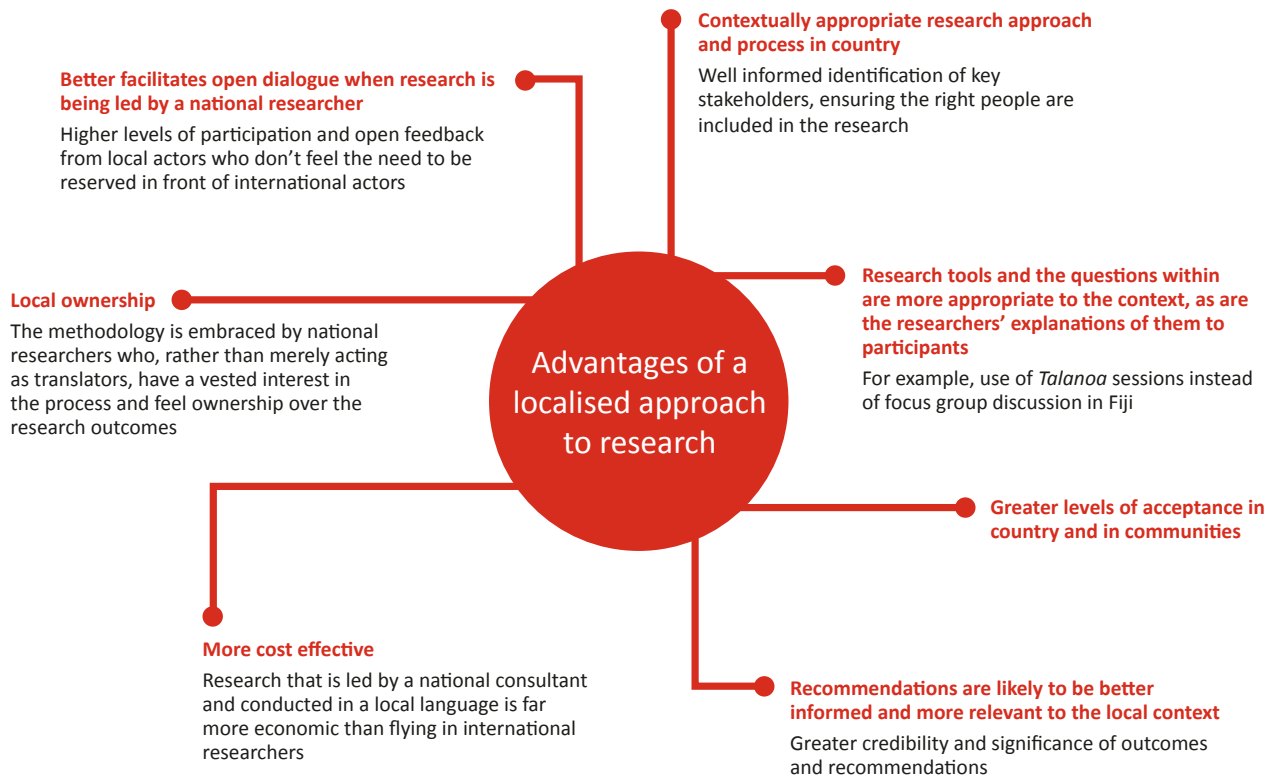 Contextually appropriate research approach
and process in country
Well informed identification of key
stakeholders, ensuring the right people are
included in the research
Better facilitates open dialogue when research is
being led by a national researcher
Higher levels of participation and open feedback
from local actors who don’t feel the need to be
reserved in front of international actors
Local ownership
The methodology is embraced by national
researchers who, rather than merely acting
as translators, have a vested interest in
the process and feel ownership over the
research outcomes
Advantages of a
localised approach
to research
Research tools and the questions within
are more appropriate to the context, as are
the researchers’ explanations of them to
participants
For example, use of Talanoa sessions instead
of focus group discussion in Fiji
Greater levels of acceptance in
country and in communities
More cost effective
Research that is led by a national consultant
and conducted in a local language is far
more economic than flying in international
researchers
Recommendations are likely to be better
informed and more relevant to the local context
Greater credibility and significance of outcomes
and recommendations